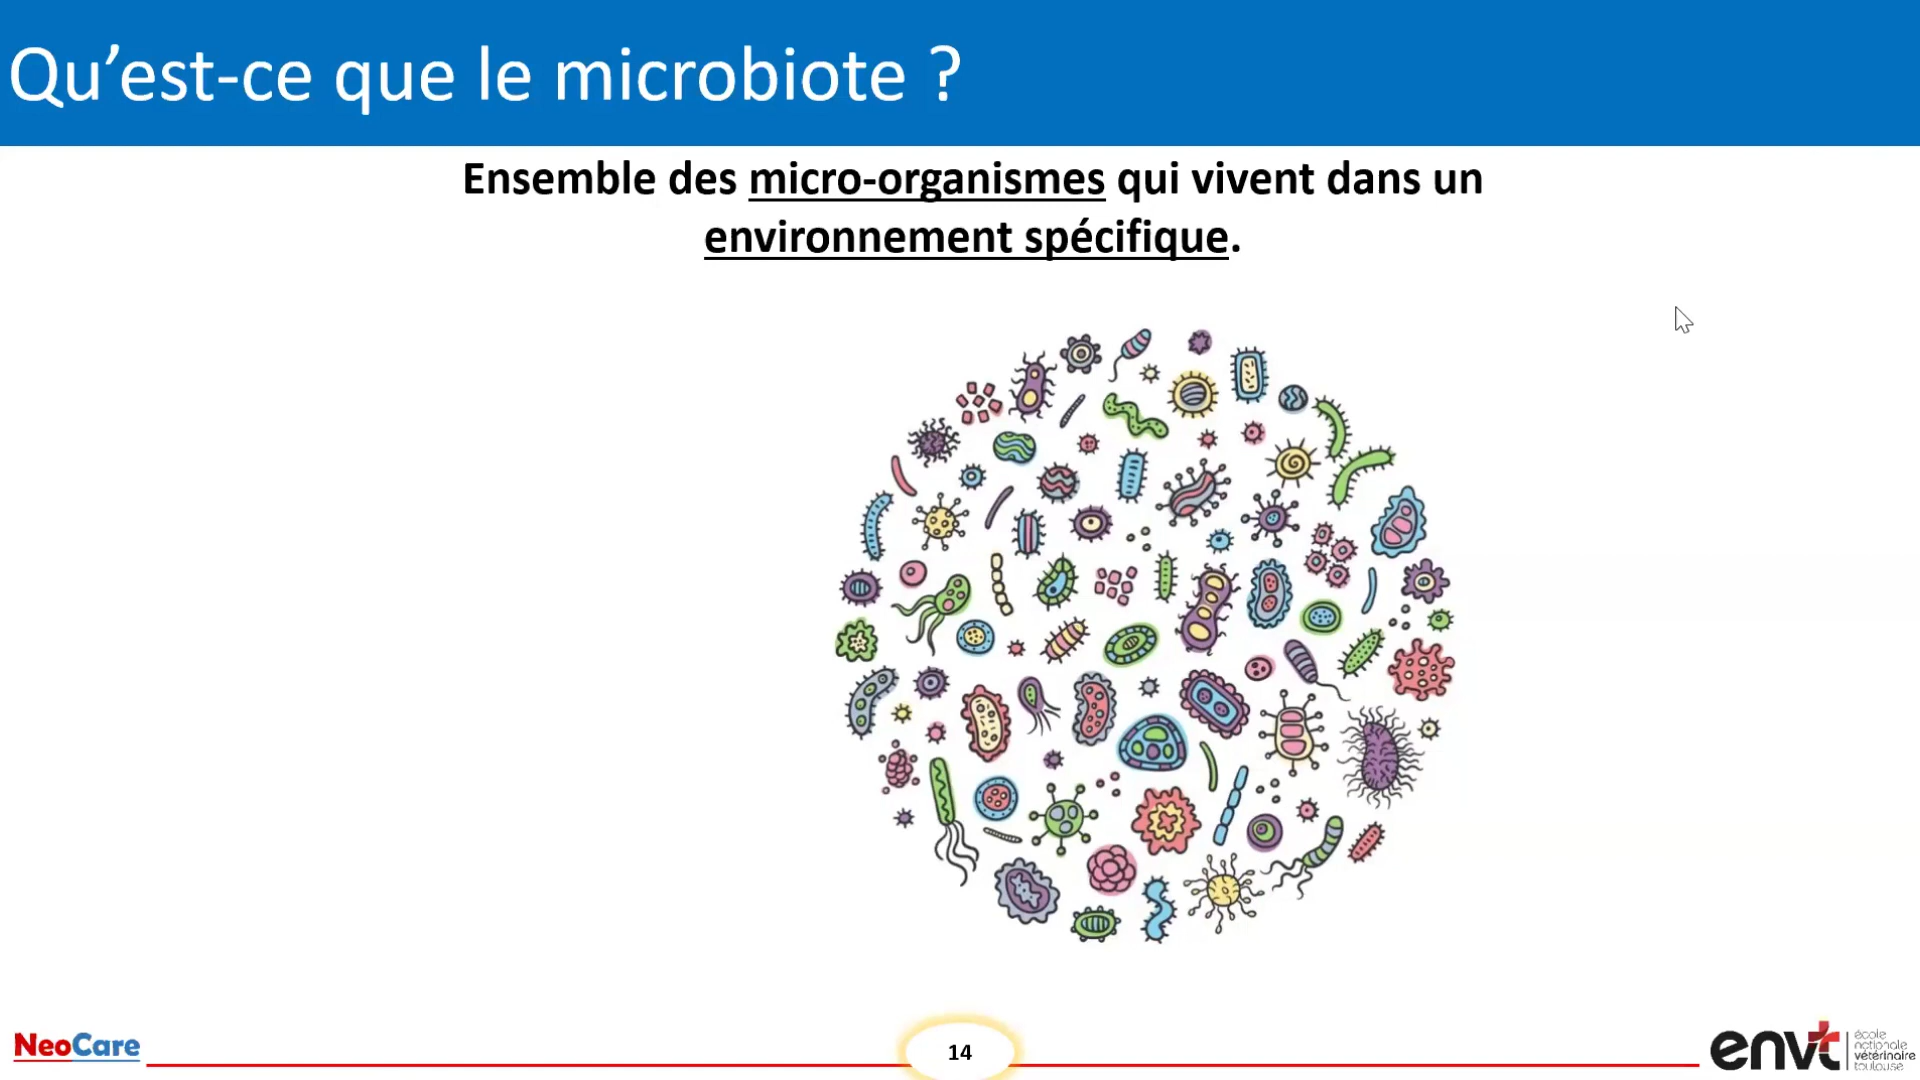 Qu’est-ce que le microbiote ?
Ensemble des micro-organismes qui vivent dans un
environnement spécifique.
NeoCare
14
envt
école
nationale
vétérinaire
toulouse